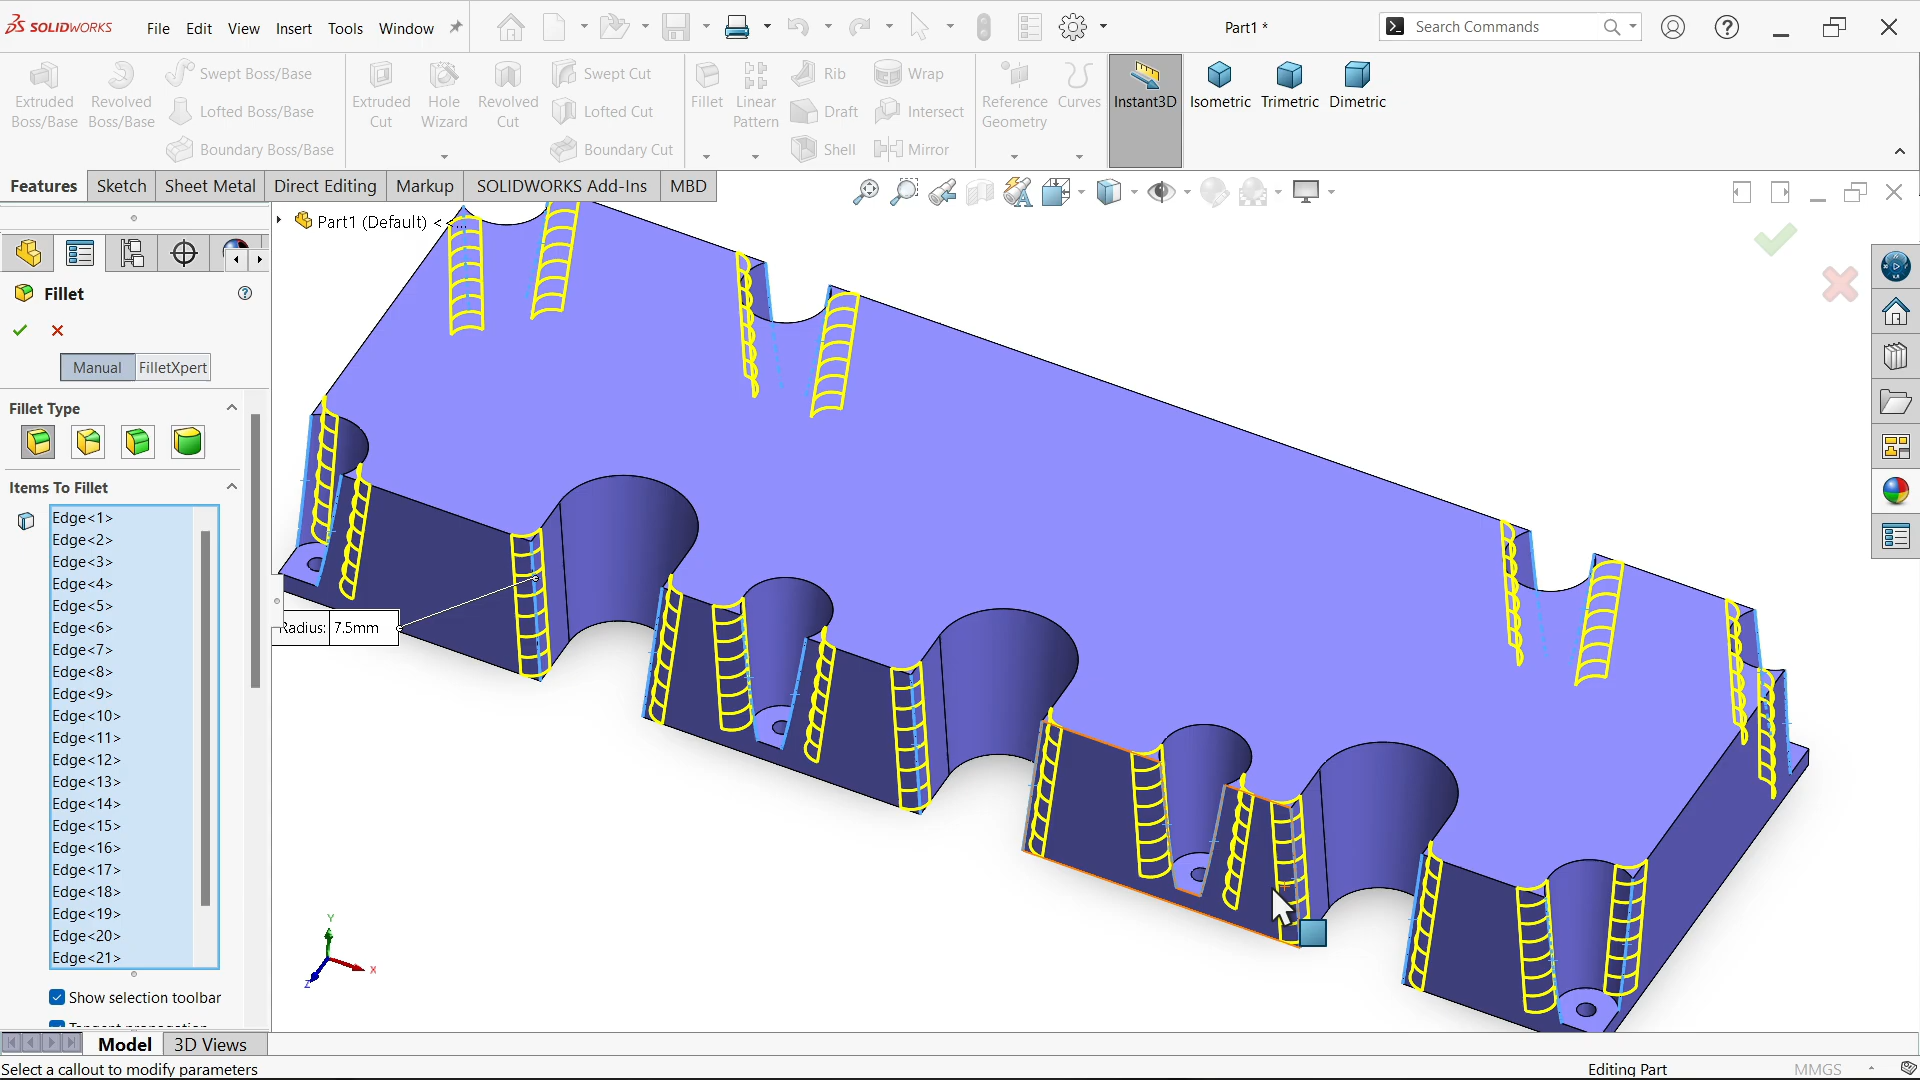 SOLIDWORKS File Edit View Insert Tools Window Part1 * Search Commands
Extruded Boss/Base
Revolved Boss/Base
Swept Boss/Base
Lofted Boss/Base
Boundary Boss/Base
Extruded Cut
Hole Wizard
Revolved Cut
Swept Cut
Lofted Cut
Boundary Cut
Fillet
Linear Pattern
Rib
Draft
Shell
Wrap
Intersect
Mirror
Reference Geometry
Curves
Instant3D
Isometric
Trimetric
Dimetric
Features Sketch Sheet Metal Direct Editing Markup SOLIDWORKS Add-Ins MBD
Part1 (Default) < <...
Fillet
Manual FilletXpert
Fillet Type
Items To Fillet
Edge<1>
Edge<2>
Edge<3>
Edge<4>
Edge<5>
Edge<6>
Edge<7>
Edge<8>
Edge<9>
Edge<10>
Edge<11>
Edge<12>
Edge<13>
Edge<14>
Edge<15>
Edge<16>
Edge<17>
Edge<18>
Edge<19>
Edge<20>
Edge<21>
Show selection toolbar
Tangent propagation
Radius: 7.5mm
Y
X
Z
Model 3D Views
Select a callout to modify parameters Editing Part MMGS